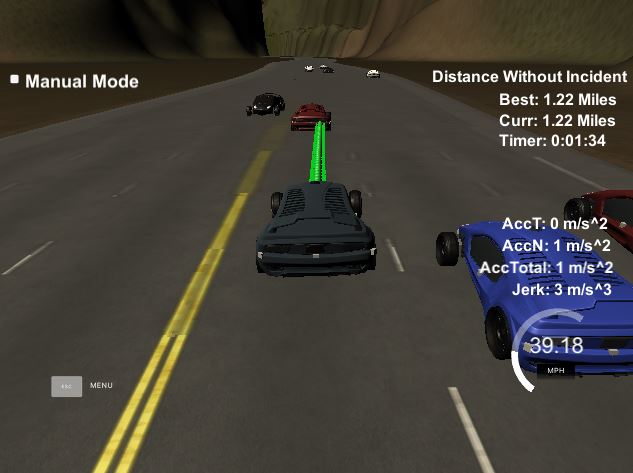 Manual Mode
Distance Without Incident
Best: 1.22 Miles
Curr: 1.22 Miles
Timer: 0:01:34
AccT: 0 m/s^2
AccN: 1 m/s^2
AccTotal: 1 m/s^2
Jerk: 3 m/s^3
39.18
MPH
ESC
MENU